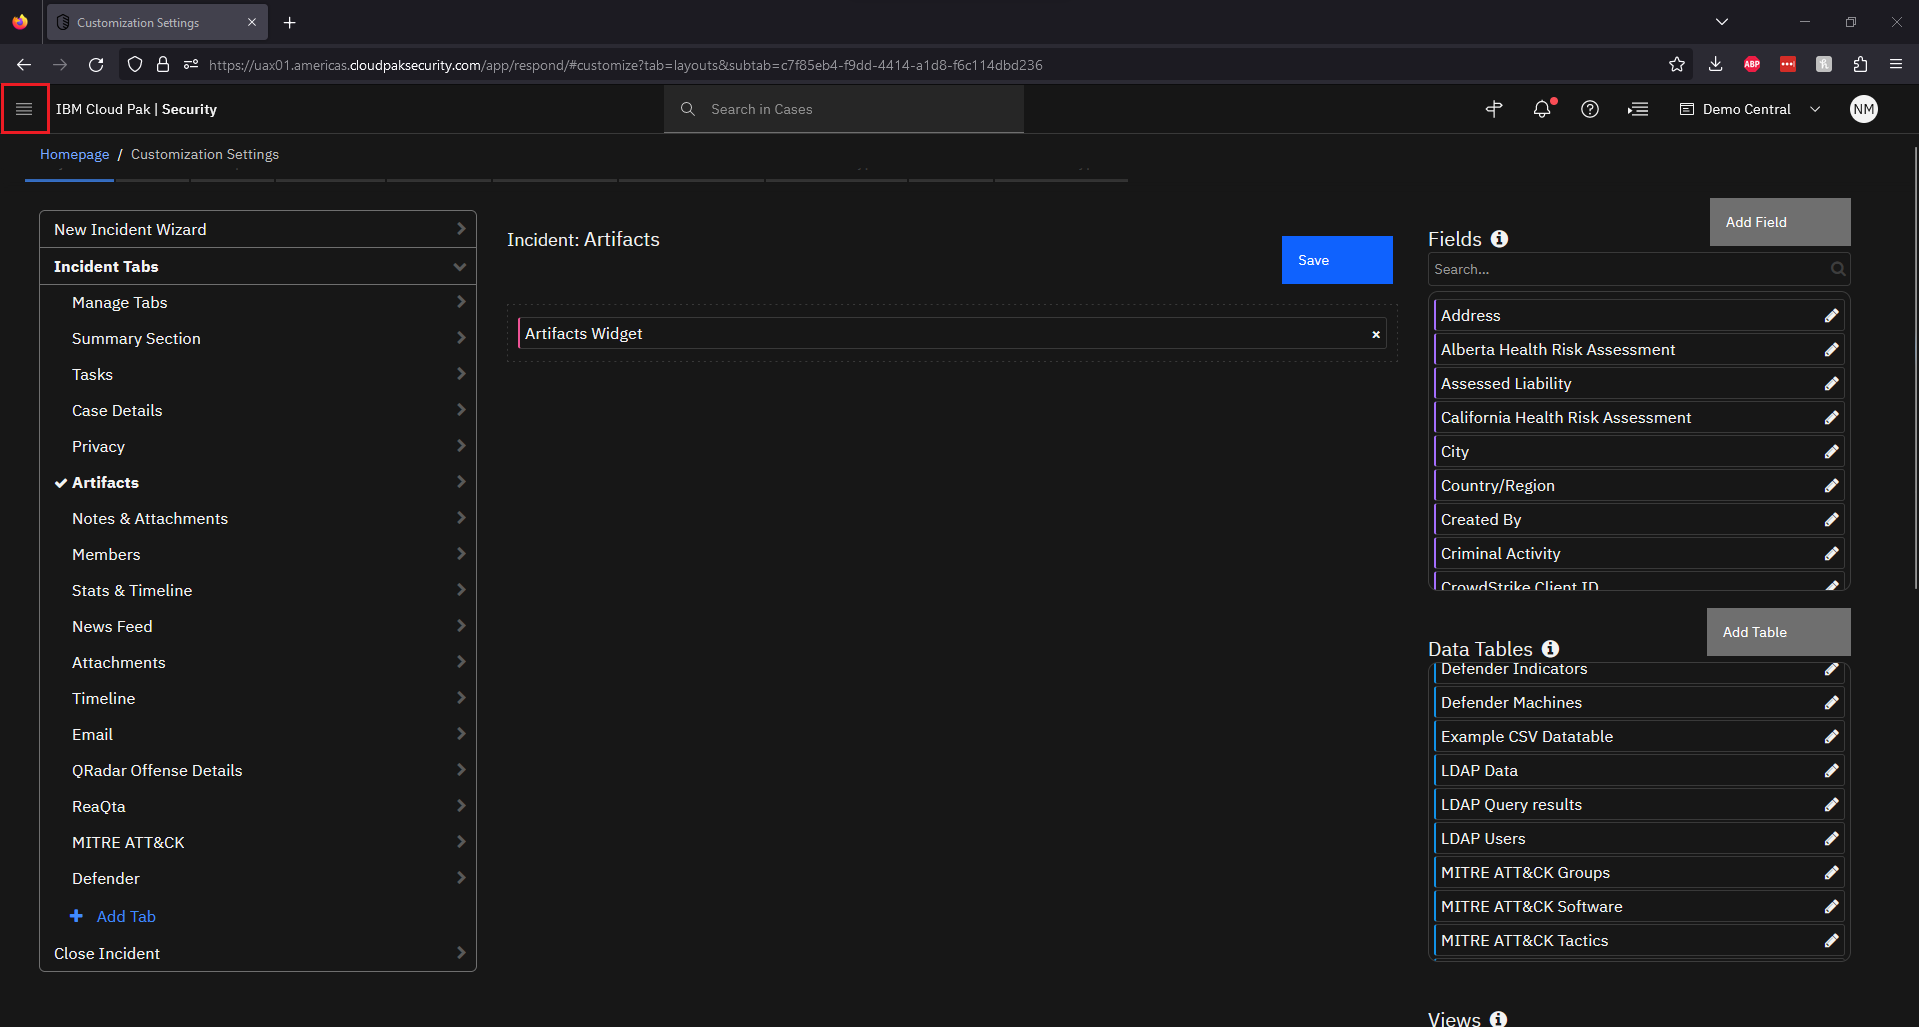 Customization Settings
https://uax01.americas.cloudpaksecurity.com/app/respond/#customize?tab=layouts&subtab=c7f85eb4-f9dd-4414-a1d8-f6c114dbd236
ABP
IBM Cloud Pak | Security
Search in Cases
Demo Central
NM
Homepage / Customization Settings
New Incident Wizard
Incident Tabs
Manage Tabs
Summary Section
Tasks
Case Details
Privacy
Artifacts
Notes & Attachments
Members
Stats & Timeline
News Feed
Attachments
Timeline
Email
QRadar Offense Details
ReaQta
MITRE ATT&CK
Defender
Add Tab
Close Incident
Incident: Artifacts
Save
Artifacts Widget
Fields
Add Field
Search...
Address
Alberta Health Risk Assessment
Assessed Liability
California Health Risk Assessment
City
Country/Region
Created By
Criminal Activity
CrowdStrike Client ID
Data Tables
Add Table
Defender Indicators
Defender Machines
Example CSV Datatable
LDAP Data
LDAP Query results
LDAP Users
MITRE ATT&CK Groups
MITRE ATT&CK Software
MITRE ATT&CK Tactics
Views